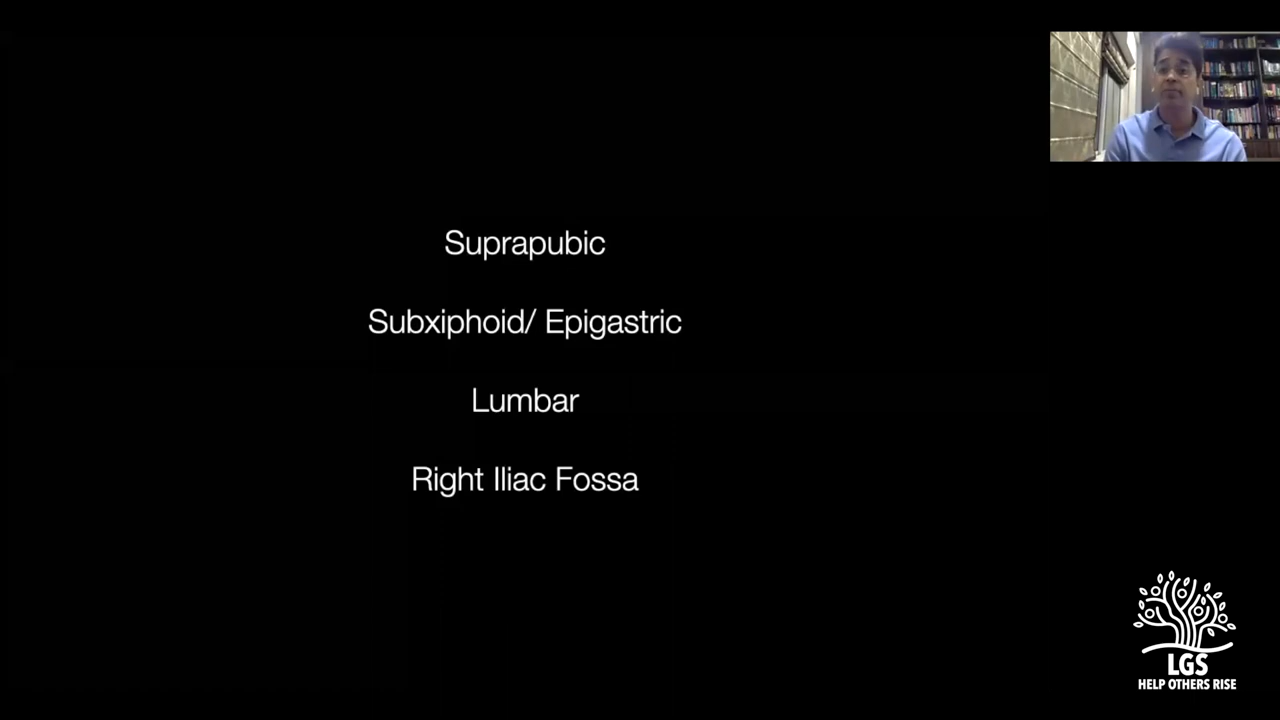 Suprapubic
Subxiphoid/ Epigastric
Lumbar
Right Iliac Fossa
LGS
HELP OTHERS RISE